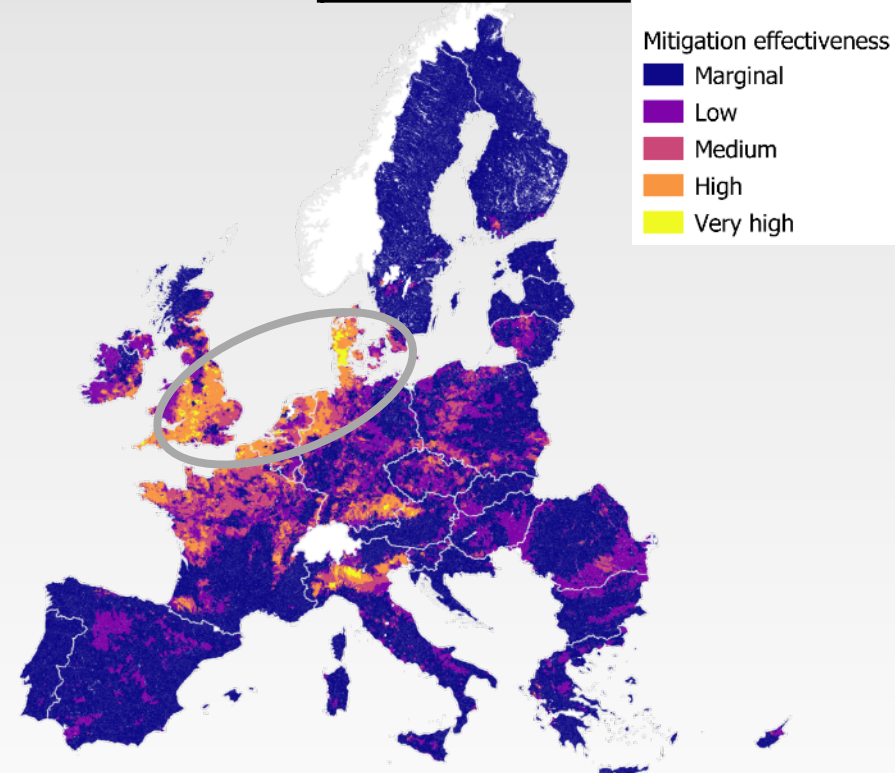 Mitigation effectiveness
Marginal
Low
Medium
High
Very high